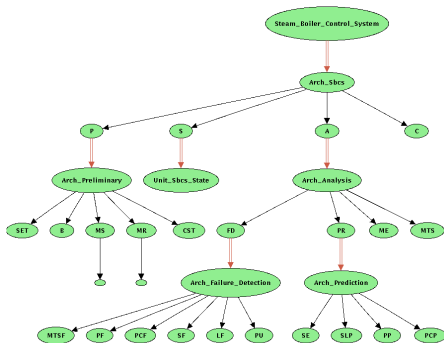 Steam_Boiler_Control_System
Arch_Sbcs
P S A C
Arch_Preliminary Unit_Sbcs_State Arch_Analysis
SET B MS MR CST FD PR ME MTS
Arch_Failure_Detection Arch_Prediction
MTSF PF PCF SF LF PU SE SLP PP PCP